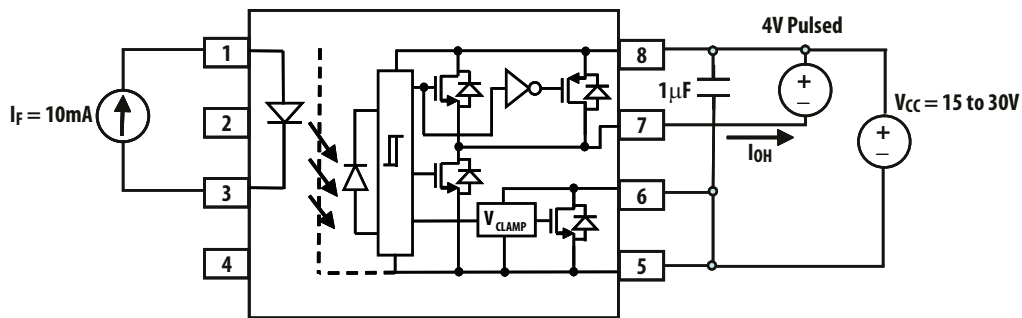 4V Pulsed
1
8
I_F = 10mA
1µF
V_CC = 15 to 30V
2
7
I_OH
3
6
V_CLAMP
4
5